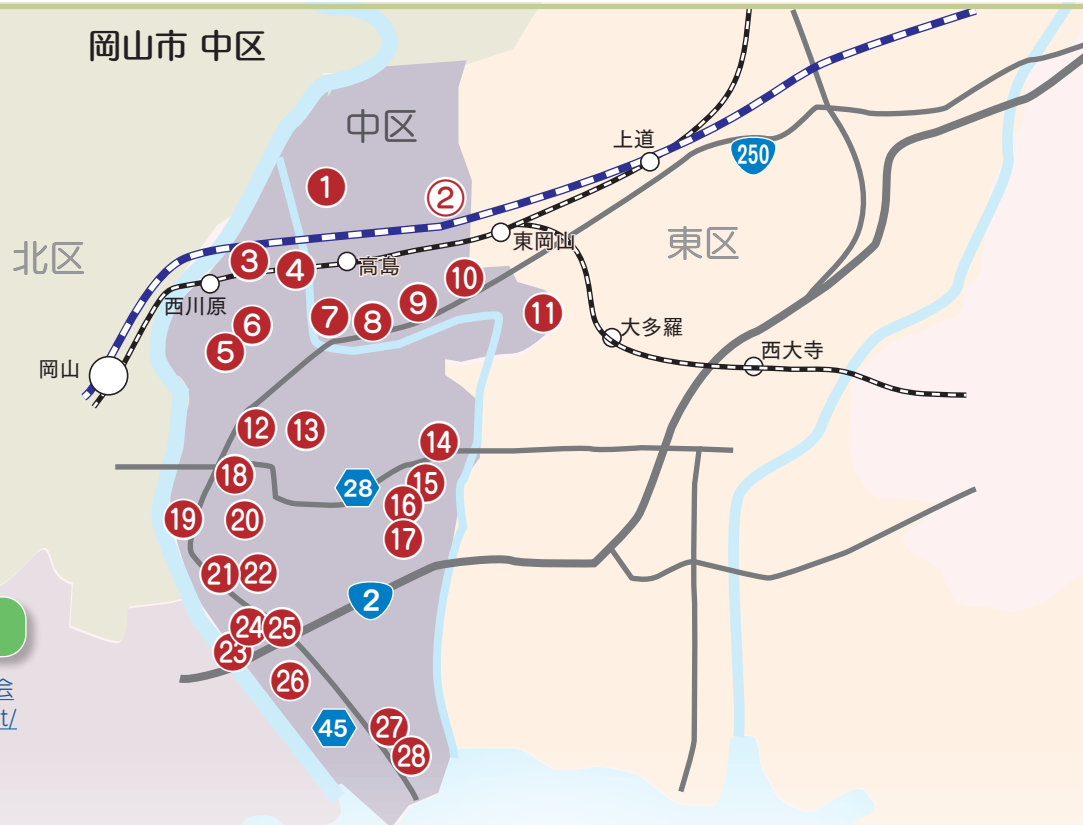 岡山市 中区
中区
上道
250
①
②
東岡山
東区
北区
③
④
高島
西川原
⑩
⑨
⑪
⑦
⑧
⑥
⑤
大多羅
西大寺
岡山
⑫
⑬
⑭
⑱
28
⑮
⑯
⑲
⑳
⑰
㉑
㉒
2
㉔
㉕
㉓
㉖
会
t/
45
㉗
㉘